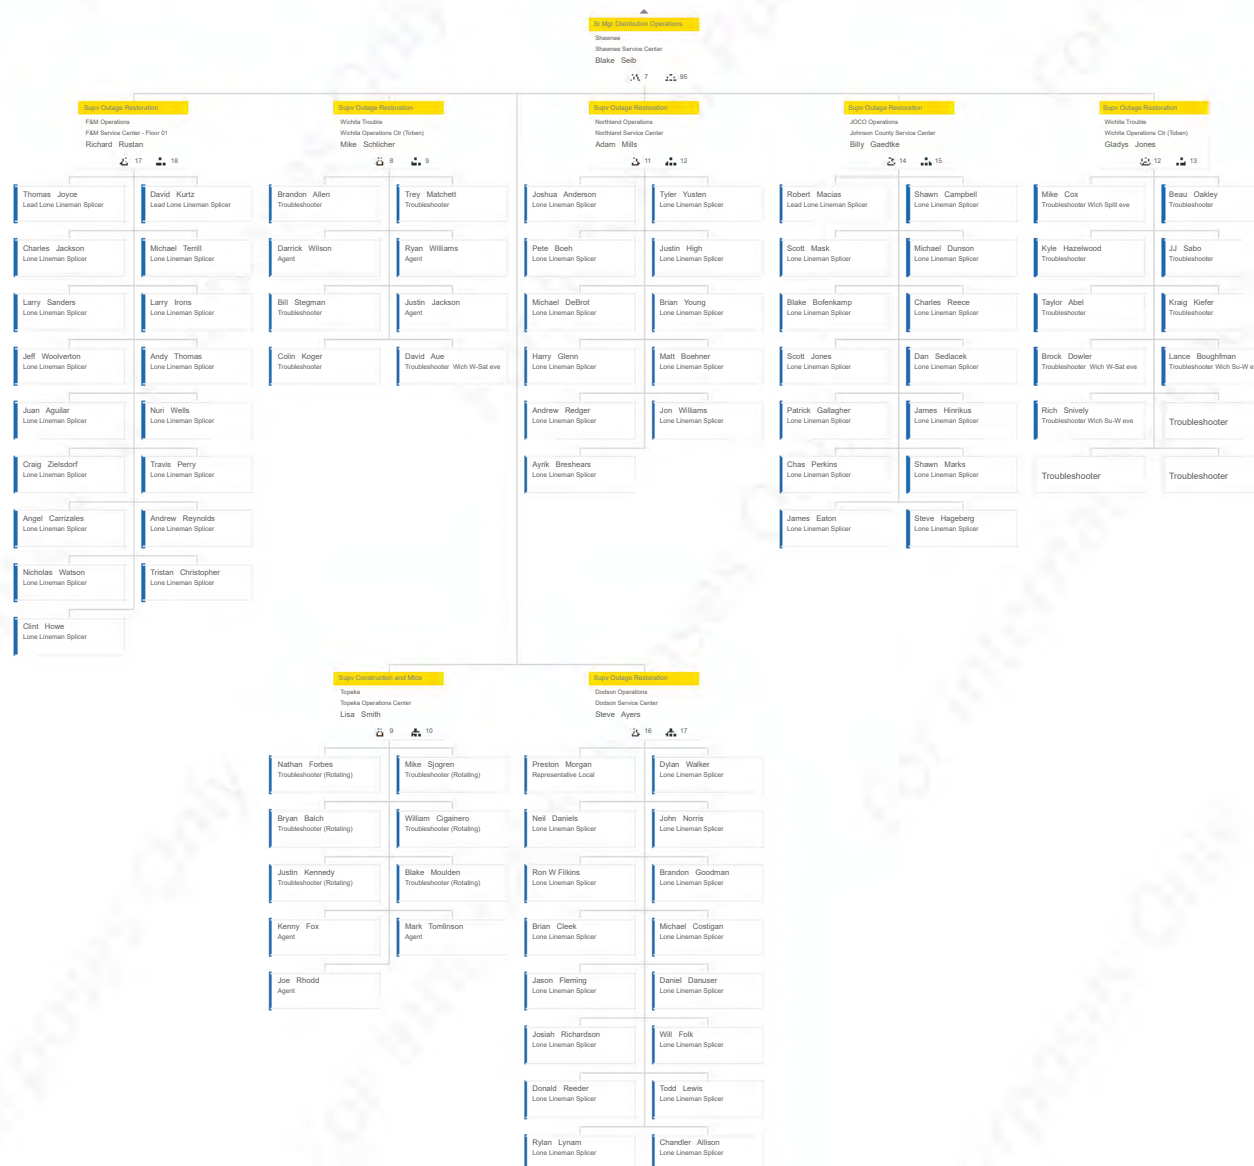 Sr Mgr Distribution Operations
Shawnee
Shawnee Service Center
Blake Seib
7 95
Supv Outage Restoration
F&M Operations
F&M Service Center - Floor 01
Richard Rustan
17 18
Thomas Joyce
Lead Lone Lineman Splicer
David Kurtz
Lead Lone Lineman Splicer
Charles Jackson
Lone Lineman Splicer
Michael Terrill
Lone Lineman Splicer
Larry Sanders
Lone Lineman Splicer
Larry Irons
Lone Lineman Splicer
Jeff Woolverton
Lone Lineman Splicer
Andy Thomas
Lone Lineman Splicer
Juan Aguilar
Lone Lineman Splicer
Nuri Wells
Lone Lineman Splicer
Craig Zielsdorf
Lone Lineman Splicer
Travis Perry
Lone Lineman Splicer
Angel Carrizales
Lone Lineman Splicer
Andrew Reynolds
Lone Lineman Splicer
Nicholas Watson
Lone Lineman Splicer
Tristan Christopher
Lone Lineman Splicer
Clint Howe
Lone Lineman Splicer
Supv Outage Restoration
Wichita Trouble
Wichita Operations Ctr (Toben)
Mike Schlicher
8 9
Brandon Allen
Troubleshooter
Trey Matchett
Troubleshooter
Darrick Wilson
Agent
Ryan Williams
Agent
Bill Stegman
Troubleshooter
Justin Jackson
Agent
Colin Koger
Troubleshooter
David Aue
Troubleshooter Wich W-Sat eve
Supv Outage Restoration
Northland Operations
Northland Service Center
Adam Mills
11 12
Joshua Anderson
Lone Lineman Splicer
Tyler Yusten
Lone Lineman Splicer
Pete Boeh
Lone Lineman Splicer
Justin High
Lone Lineman Splicer
Michael DeBrot
Lone Lineman Splicer
Brian Young
Lone Lineman Splicer
Harry Glenn
Lone Lineman Splicer
Matt Boehner
Lone Lineman Splicer
Andrew Redger
Lone Lineman Splicer
Jon Williams
Lone Lineman Splicer
Ayrik Breshears
Lone Lineman Splicer
Supv Outage Restoration
JOCO Operations
Johnson County Service Center
Billy Gaedtke
14 15
Robert Macias
Lead Lone Lineman Splicer
Shawn Campbell
Lone Lineman Splicer
Scott Mask
Lone Lineman Splicer
Michael Dunson
Lone Lineman Splicer
Blake Bofenkamp
Lone Lineman Splicer
Charles Reece
Lone Lineman Splicer
Scott Jones
Lone Lineman Splicer
Dan Sedlacek
Lone Lineman Splicer
Patrick Gallagher
Lone Lineman Splicer
James Hinrikus
Lone Lineman Splicer
Chas Perkins
Lone Lineman Splicer
Shawn Marks
Lone Lineman Splicer
James Eaton
Lone Lineman Splicer
Steve Hageberg
Lone Lineman Splicer
Supv Outage Restoration
Wichita Trouble
Wichita Operations Ctr (Toben)
Gladys Jones
12 13
Mike Cox
Troubleshooter Wich Split eve
Beau Oakley
Troubleshooter
Kyle Hazelwood
Troubleshooter
JJ Sabo
Troubleshooter
Taylor Abel
Troubleshooter
Kraig Kiefer
Troubleshooter
Brock Dowler
Troubleshooter Wich W-Sat eve
Lance Boughfman
Troubleshooter Wich Su-W e
Rich Snively
Troubleshooter Wich Su-W eve
Troubleshooter
Troubleshooter
Troubleshooter
Supv Construction and Mtce
Topeka
Topeka Operations Center
Lisa Smith
9 10
Nathan Forbes
Troubleshooter (Rotating)
Mike Sjogren
Troubleshooter (Rotating)
Bryan Balch
Troubleshooter (Rotating)
William Cigainero
Troubleshooter (Rotating)
Justin Kennedy
Troubleshooter (Rotating)
Blake Moulden
Troubleshooter (Rotating)
Kenny Fox
Agent
Mark Tomlinson
Agent
Joe Rhodd
Agent
Supv Outage Restoration
Dodson Operations
Dodson Service Center
Steve Ayers
16 17
Preston Morgan
Representative Local
Dylan Walker
Lone Lineman Splicer
Neil Daniels
Lone Lineman Splicer
John Norris
Lone Lineman Splicer
Ron W Filkins
Lone Lineman Splicer
Brandon Goodman
Lone Lineman Splicer
Brian Cleek
Lone Lineman Splicer
Michael Costigan
Lone Lineman Splicer
Jason Fleming
Lone Lineman Splicer
Daniel Danuser
Lone Lineman Splicer
Josiah Richardson
Lone Lineman Splicer
Will Folk
Lone Lineman Splicer
Donald Reeder
Lone Lineman Splicer
Todd Lewis
Lone Lineman Splicer
Rylan Lynam
Lone Lineman Splicer
Chandler Allison
Lone Lineman Splicer